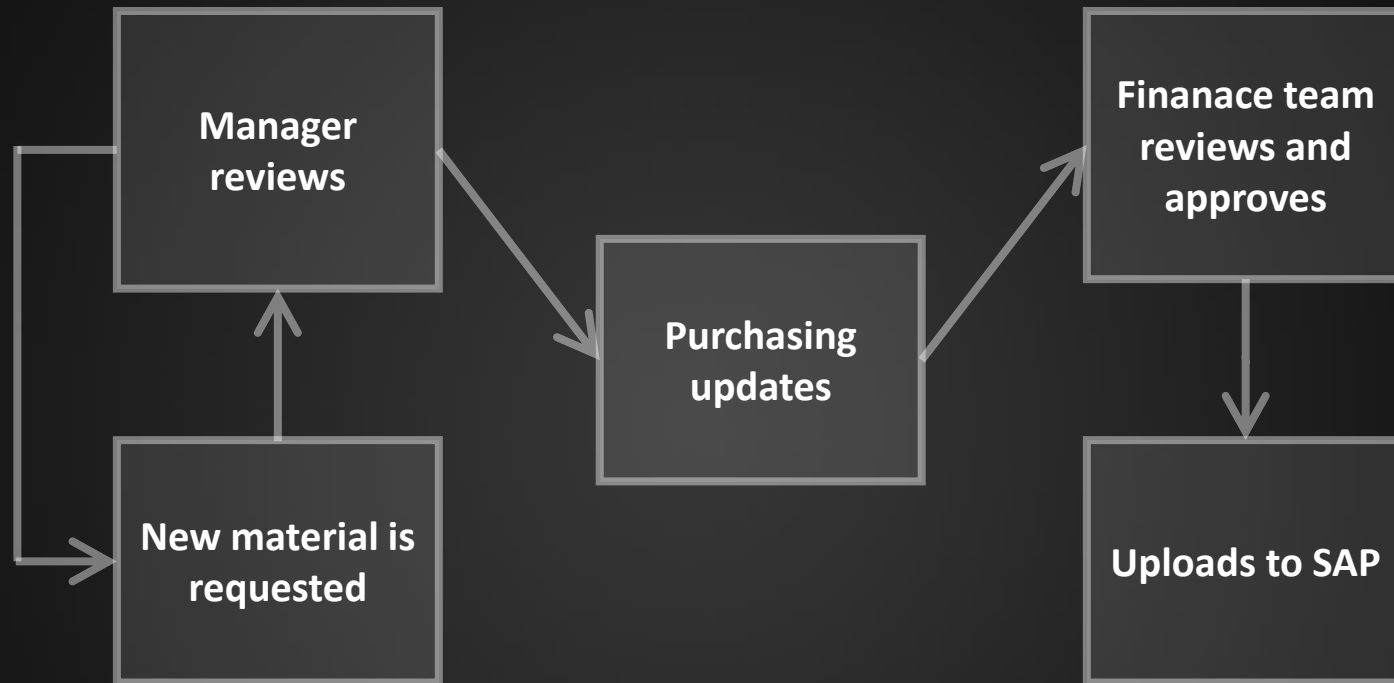 Manager
reviews
Finanace team
reviews and
approves
Purchasing
updates
New material is
requested
Uploads to SAP